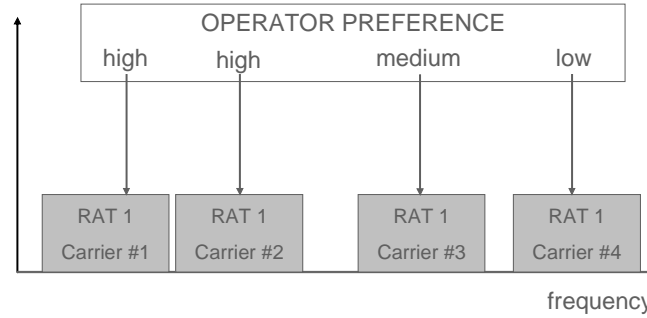 OPERATOR PREFERENCE
high high medium low
RAT 1 RAT 1 RAT 1 RAT 1
Carrier #1 Carrier #2 Carrier #3 Carrier #4
frequency